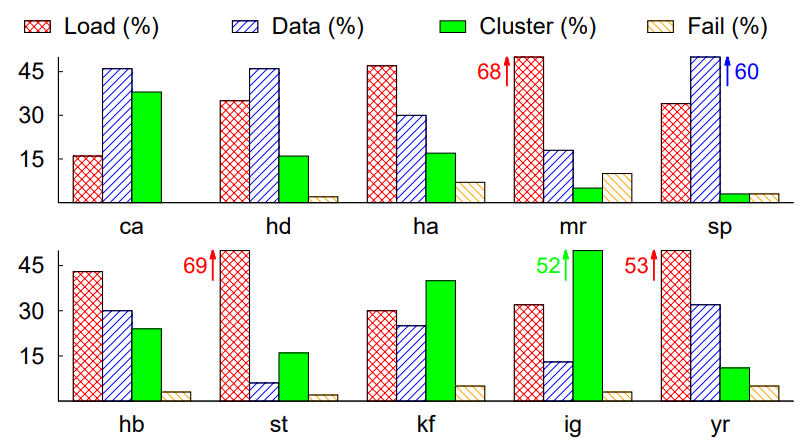 Load (%) Data (%) Cluster (%) Fail (%)
45
68 60
30
15
ca hd ha mr sp
45
69 52 53
30
15
hb st kf ig yr